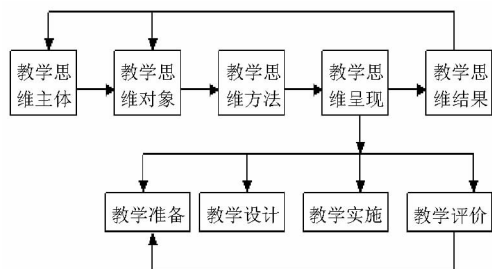 教学思
维主体
教学思
维对象
教学思
维方法
教学思
维呈现
教学思
维结果
教学准备
教学设计
教学实施
教学评价